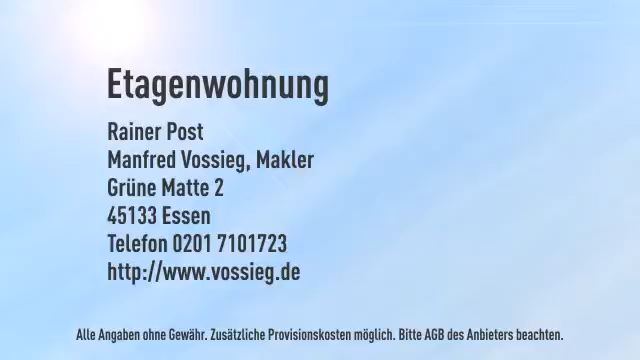 Etagenwohnung
Rainer Post
Manfred Vossieg, Makler
Grüne Matte 2
45133 Essen
Telefon 0201 7101723
http://www.vossieg.de
Alle Angaben ohne Gewähr. Zusätzliche Provisionskosten möglich. Bitte AGB des Anbieters beachten.